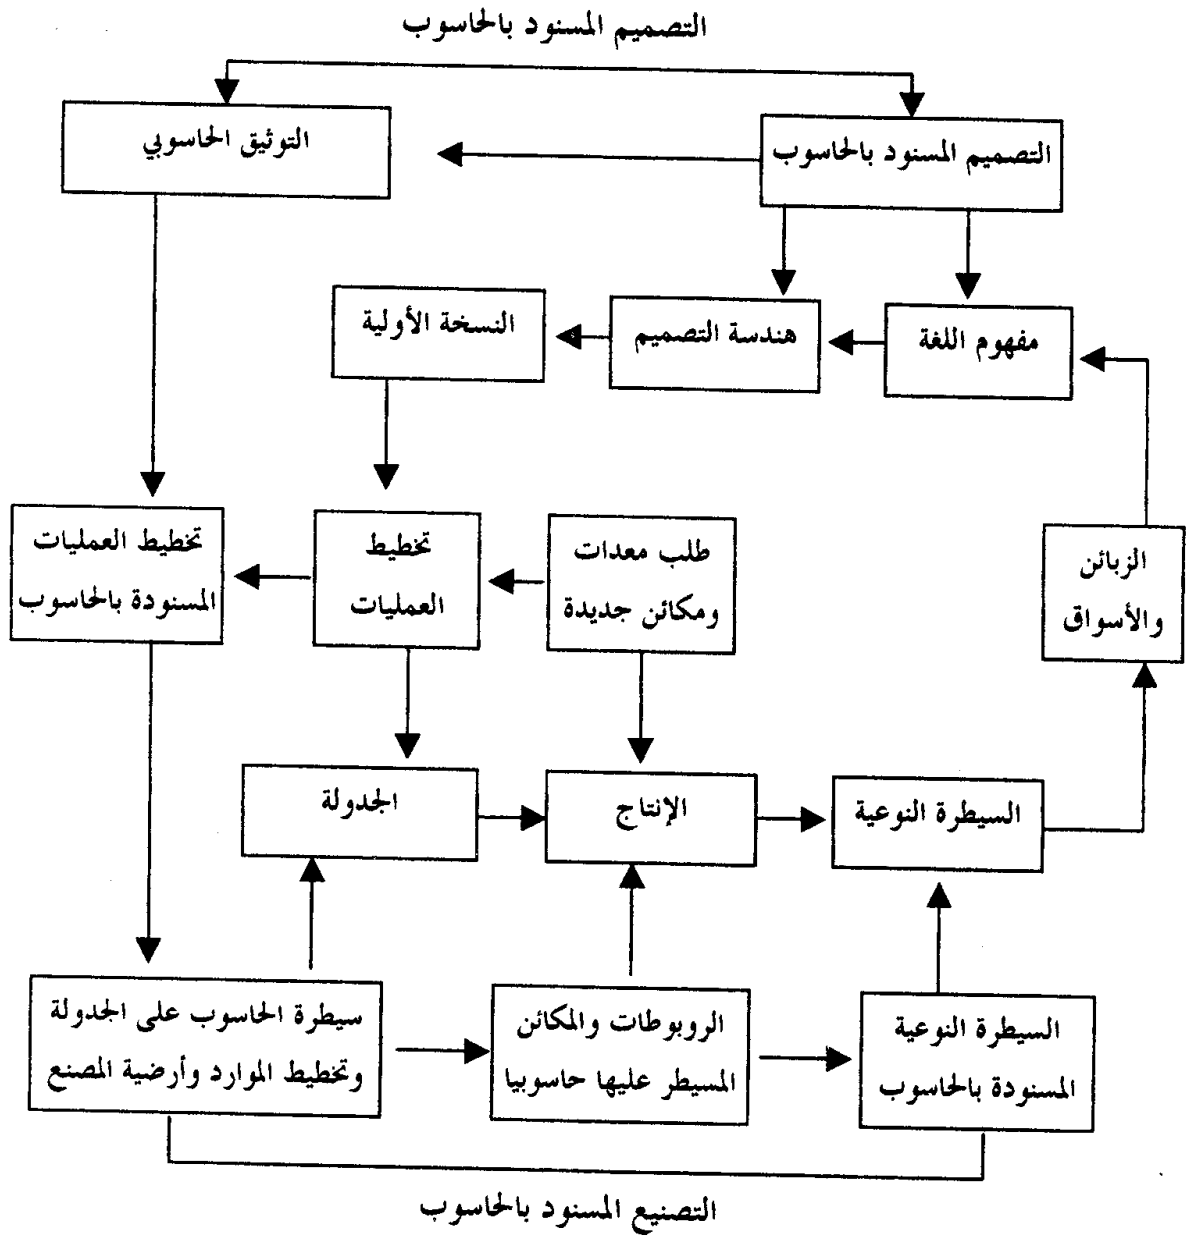 التصميم المسنود بالحاسوب
التصميم المسنود بالحاسوب
التوثيق الحاسوبي
مفهوم اللغة
هندسة التصميم
النسخة الأولية
الزبائن
والأسواق
طلب معدات
ومكائن جديدة
تخطيط
العمليات
تخطيط العمليات
المسنودة بالحاسوب
السيطرة النوعية
الإنتاج
الجدولة
السيطرة النوعية
المسنودة بالحاسوب
الروبوطات والمكائن
المسيطر عليها حاسوبيا
سيطرة الحاسوب على الجدولة
وتخطيط الموارد وأرضية المصنع
التصنيع المسنود بالحاسوب